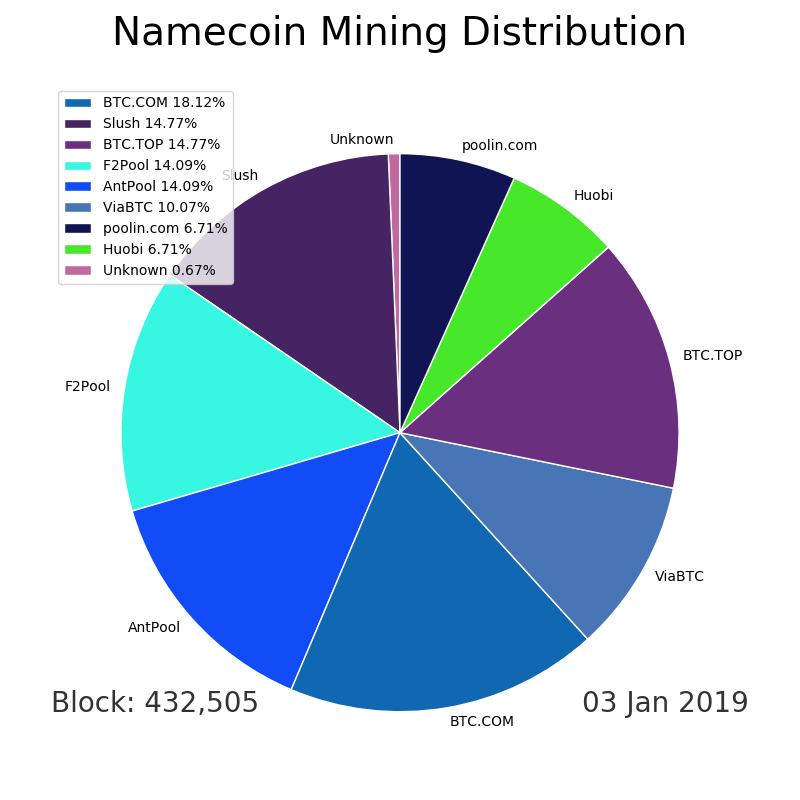 Namecoin Mining Distribution
BTC.COM 18.12%
Slush 14.77%
BTC.TOP 14.77%
F2Pool 14.09%
AntPool 14.09%
ViaBTC 10.07%
poolin.com 6.71%
Huobi 6.71%
Unknown 0.67%
Unknown
poolin.com
Slush
Huobi
BTC.TOP
F2Pool
ViaBTC
AntPool
BTC.COM
Block: 432,505
03 Jan 2019